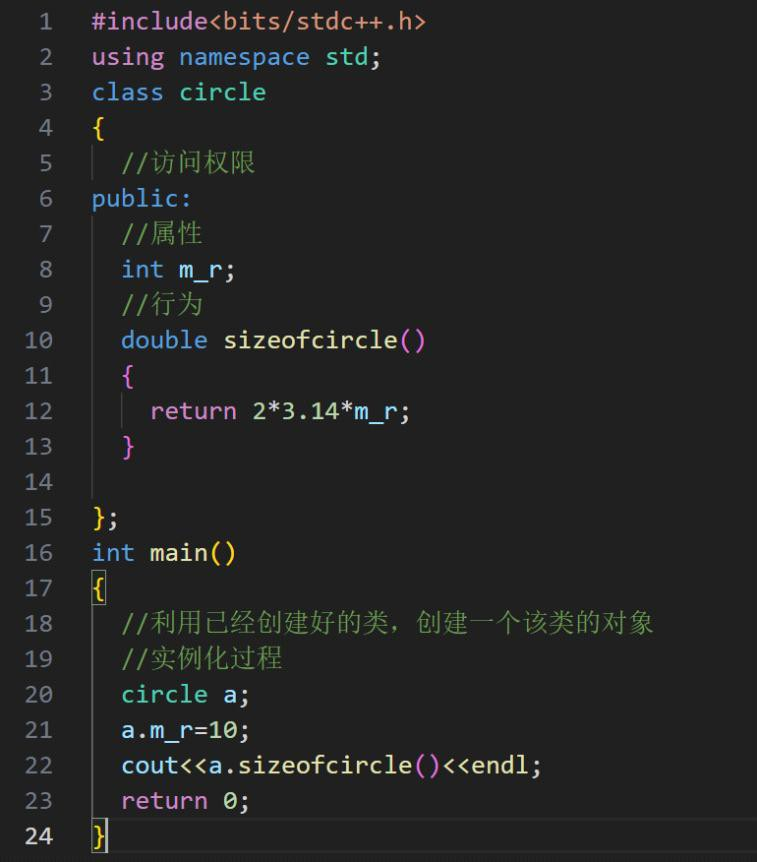 1 #include<bits/stdc++.h>
2 using namespace std;
3 class circle
4 {
5 //访问权限
6 public:
7 //属性
8 int m_r;
9 //行为
10 double sizeofcircle()
11 {
12 return 2*3.14*m_r;
13 }
14
15 };
16 int main()
17 {
18 //利用已经创建好的类，创建一个该类的对象
19 //实例化过程
20 circle a;
21 a.m_r=10;
22 cout<<a.sizeofcircle()<<endl;
23 return 0;
24 }